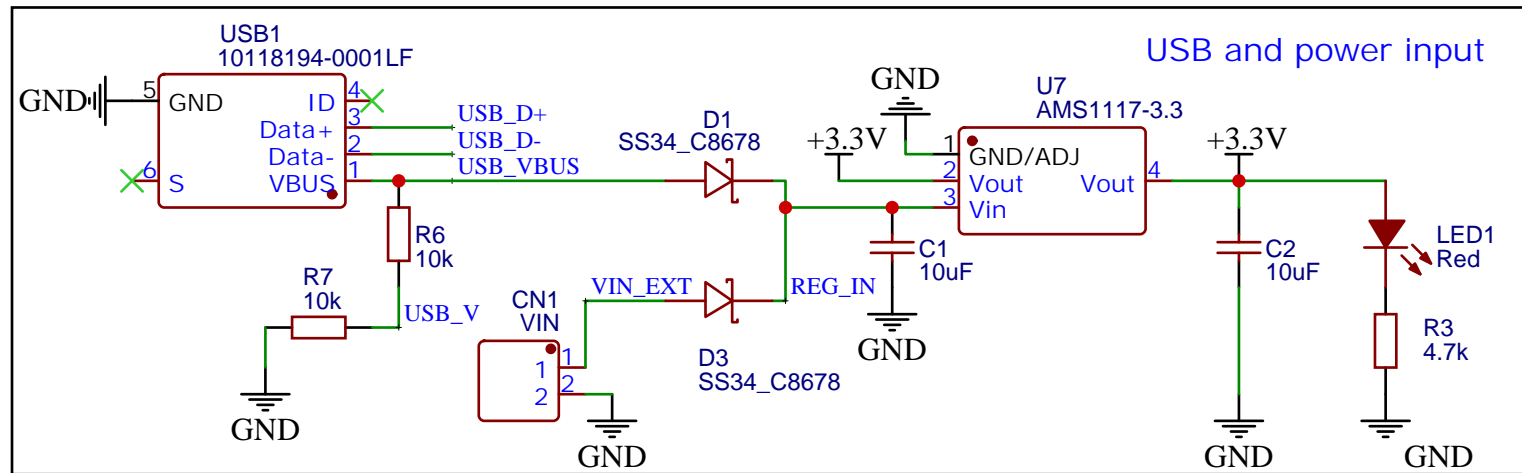 USB and power input
USB1
10118194-0001LF
GND
5
GND
ID
4
Data+
3
USB_D+
Data-
2
USB_D-
6
S
VBUS
1
USB_VBUS
R6
10k
R7
10k
USB_V
GND
D1
SS34_C8678
VIN_EXT
REG_IN
CN1
VIN
1
1
2
2
GND
D3
SS34_C8678
C1
10uF
GND
GND
+3.3V
U7
AMS1117-3.3
1
GND/ADJ
2
Vout
3
Vin
Vout
4
+3.3V
C2
10uF
GND
LED1
Red
R3
4.7k
GND